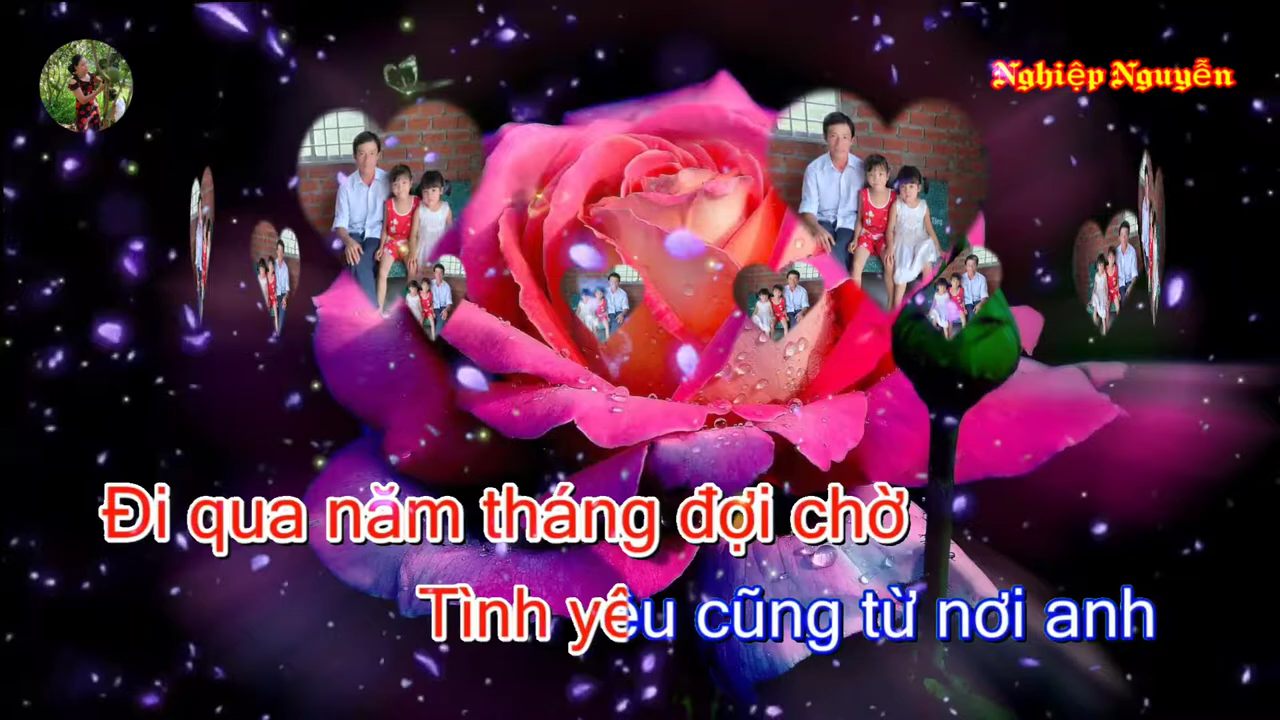 Nghiệp Nguyễn
Đi qua năm tháng đợi chờ
Tình yêu cũng từ nơi anh